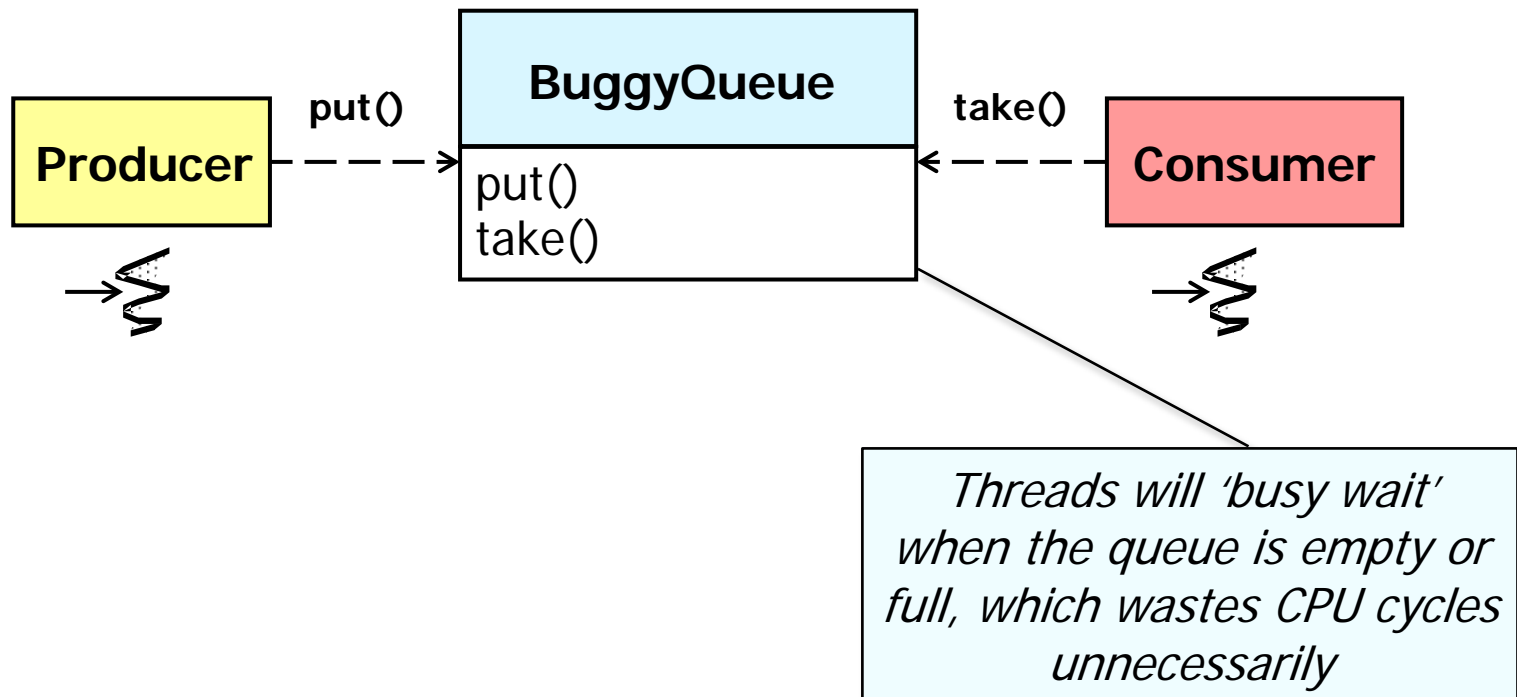 Producer
put()
BuggyQueue
put()
take()
take()
Consumer
Threads will ‘busy wait’
when the queue is empty or
full, which wastes CPU cycles
unnecessarily